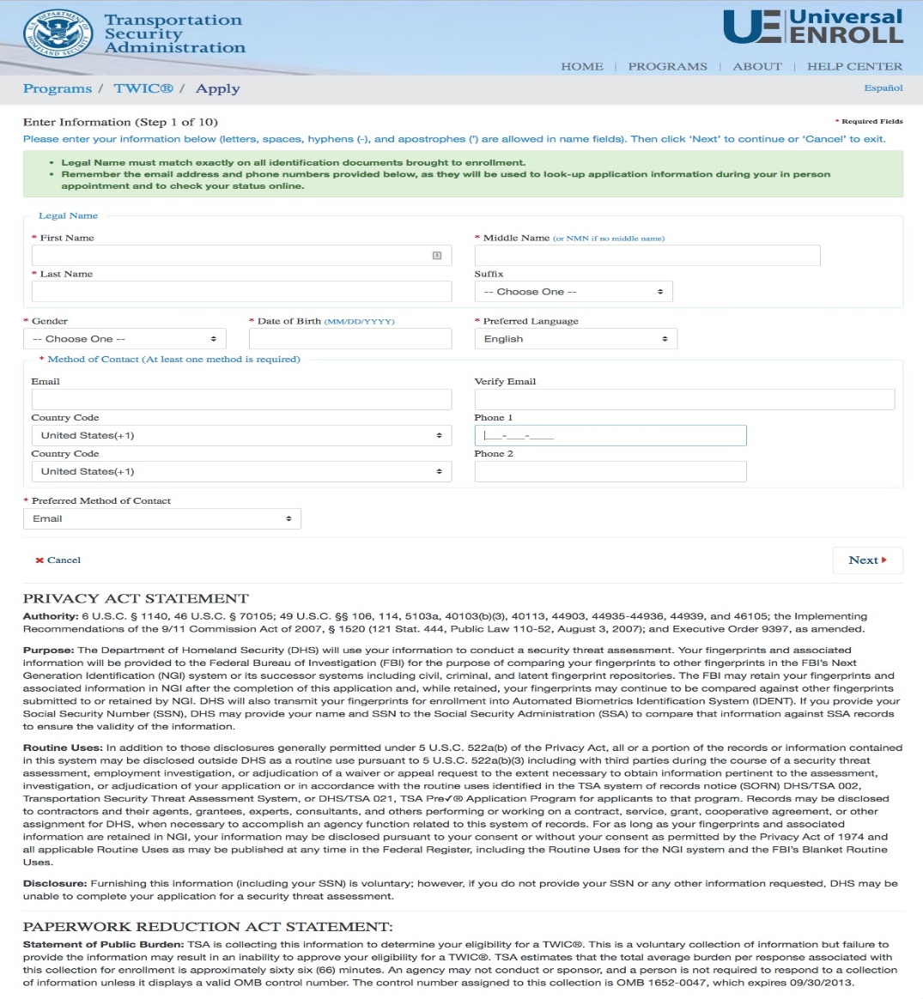 Transportation
Security
Administration
UE Universal
ENROLL
HOME | PROGRAMS | ABOUT | HELP CENTER
Programs / TWIC® / Apply
Español
Enter Information (Step 1 of 10)
* Required Fields
Please enter your information below (letters, spaces, hyphens (-), and apostrophes (') are allowed in name fields). Then click 'Next' to continue or 'Cancel' to exit.
• Legal Name must match exactly on all identification documents brought to enrollment.
• Remember the email address and phone numbers provided below, as they will be used to look-up application information during your in person
appointment and to check your status online.
Legal Name
* First Name
* Middle Name (or NMN if no middle name)
* Last Name
Suffix
-- Choose One --
* Gender
* Date of Birth (MM/DD/YYYY)
* Preferred Language
-- Choose One --
English
* Method of Contact (At least one method is required)
Email
Verify Email
Country Code
Phone 1
United States(+1)
___-___-____
Country Code
Phone 2
United States(+1)
* Preferred Method of Contact
Email
✖ Cancel
Next
PRIVACY ACT STATEMENT
Authority: 6 U.S.C. § 1140, 46 U.S.C. § 70105; 49 U.S.C. §§ 106, 114, 5103a, 40103(b)(3), 40113, 44903, 44935-44936, 44939, and 46105; the Implementing
Recommendations of the 9/11 Commission Act of 2007, § 1520 (121 Stat. 444, Public Law 110-52, August 3, 2007); and Executive Order 9397, as amended.
Purpose: The Department of Homeland Security (DHS) will use your information to conduct a security threat assessment. Your fingerprints and associated
information will be provided to the Federal Bureau of Investigation (FBI) for the purpose of comparing your fingerprints to other fingerprints in the FBI's Next
Generation Identification (NGI) system or its successor systems including civil, criminal, and latent fingerprint repositories. The FBI may retain your fingerprints and
associated information in NGI after the completion of this application and, while retained, your fingerprints may continue to be compared against other fingerprints
submitted to or retained by NGI. DHS will also transmit your fingerprints for enrollment into Automated Biometrics Identification System (IDENT). If you provide your
Social Security Number (SSN), DHS may provide your name and SSN to the Social Security Administration (SSA) to compare that information against SSA records
to ensure the validity of the information.
Routine Uses: In addition to those disclosures generally permitted under 5 U.S.C. 522a(b) of the Privacy Act, all or a portion of the records or information contained
in this system may be disclosed outside DHS as a routine use pursuant to 5 U.S.C. 522a(b)(3) including with third parties during the course of a security threat
assessment, employment investigation, or adjudication of a waiver or appeal request to the extent necessary to obtain information pertinent to the assessment,
investigation, or adjudication of your application or in accordance with the routine uses identified in the TSA system of records notice (SORN) DHS/TSA 002,
Transportation Security Threat Assessment System, or DHS/TSA 021, TSA Pre✓® Application Program for applicants to that program. Records may be disclosed
to contractors and their agents, grantees, experts, consultants, and others performing or working on a contract, service, grant, cooperative agreement, or other
assignment for DHS, when necessary to accomplish an agency function related to this system of records. For as long as your fingerprints and associated
information are retained in NGI, your information may be disclosed pursuant to your consent or without your consent as permitted by the Privacy Act of 1974 and
all applicable Routine Uses as may be published at any time in the Federal Register, including the Routine Uses for the NGI system and the FBI's Blanket Routine
Uses.
Disclosure: Furnishing this information (including your SSN) is voluntary; however, if you do not provide your SSN or any other information requested, DHS may be
unable to complete your application for a security threat assessment.
PAPERWORK REDUCTION ACT STATEMENT:
Statement of Public Burden: TSA is collecting this information to determine your eligibility for a TWIC®. This is a voluntary collection of information but failure to
provide the information may result in an inability to approve your eligibility for a TWIC®. TSA estimates that the total average burden per response associated with
this collection for enrollment is approximately sixty six (66) minutes. An agency may not conduct or sponsor, and a person is not required to respond to a collection
of information unless it displays a valid OMB control number. The control number assigned to this collection is OMB 1652-0047, which expires 09/30/2013.